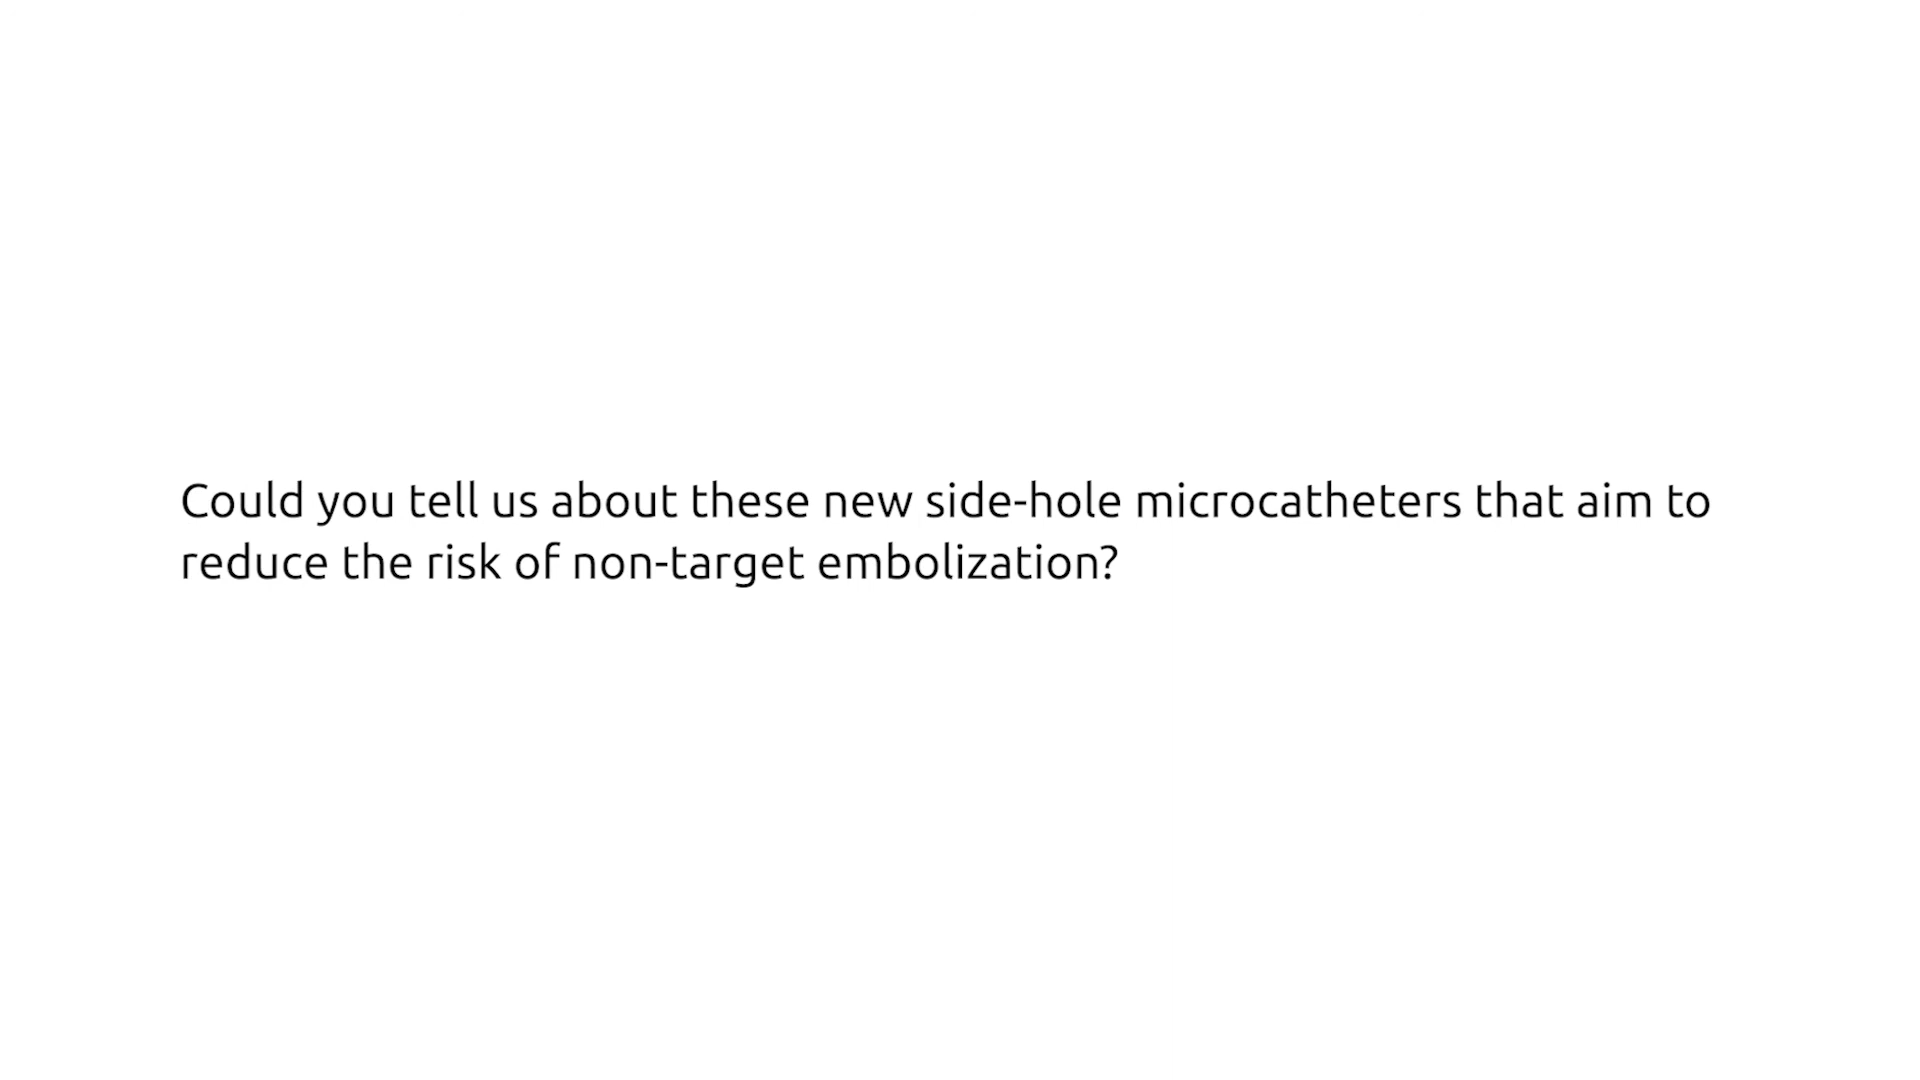 Could you tell us about these new side-hole microcatheters that aim to
reduce the risk of non-target embolization?